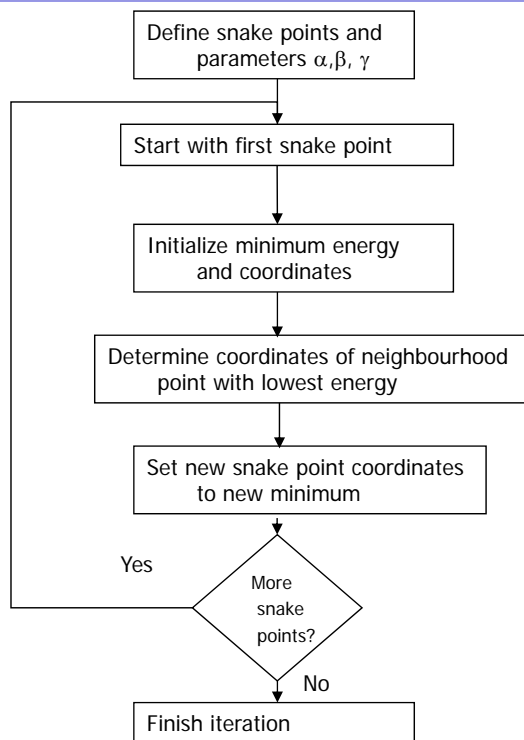 Define snake points and
parameters α,β, γ
Start with first snake point
Initialize minimum energy
and coordinates
Determine coordinates of neighbourhood
point with lowest energy
Set new snake point coordinates
to new minimum
Yes
More
snake
points?
No
Finish iteration